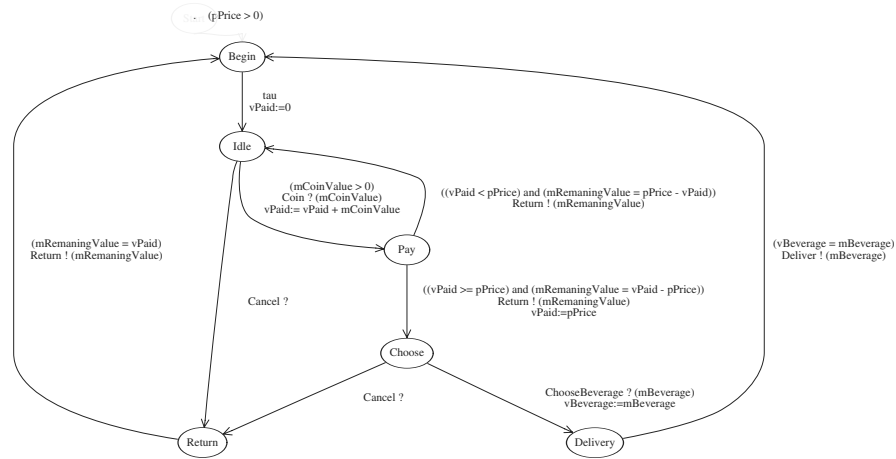 (pPrice > 0)
Begin
tau
vPaid:=0
Idle
(mCoinValue > 0)
Coin ? (mCoinValue)
vPaid:= vPaid + mCoinValue
((vPaid < pPrice) and (mRemaningValue = pPrice - vPaid))
Return ! (mRemaningValue)
(mRemaningValue = vPaid)
Return ! (mRemaningValue)
Pay
(vBeverage = mBeverage)
Deliver ! (mBeverage)
Cancel ?
((vPaid >= pPrice) and (mRemaningValue = vPaid - pPrice))
Return ! (mRemaningValue)
vPaid:=pPrice
Choose
Cancel ?
ChooseBeverage ? (mBeverage)
vBeverage:=mBeverage
Return
Delivery